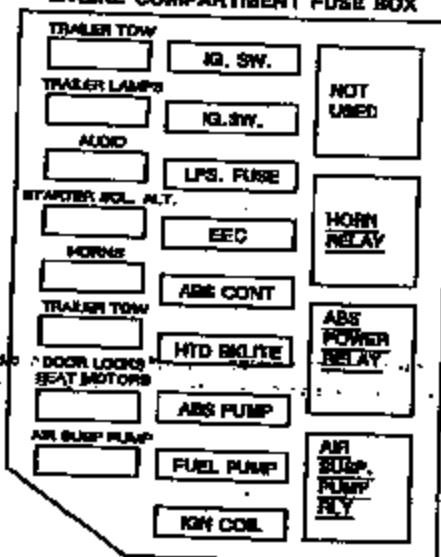 ENGINE COMPARTMENT FUSE BOX
TRAILER TOW
TRAILER LAMPS
AUDIO
STARTER SOL. ALT.
HORNS
TRAILER TOW
DOOR LOCKS
SEAT MOTORS
AIR SUSP PUMP
IG. SW.
IG.SW.
LPS. FUSE
EEC
ABS CONT
HTD BKLITE
ABS PUMP
FUEL PUMP
IGN COIL
NOT
USED
HORN
RELAY
ABS
POWER
RELAY
AIR
SUSP.
PUMP
RLY